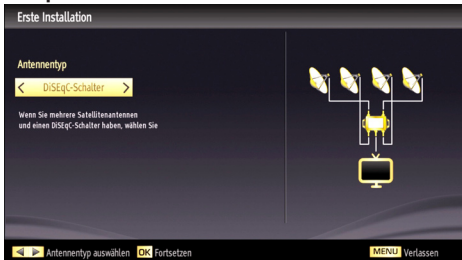 Erste Installation
Antennentyp
DiSEqC-Schalter
Wenn Sie mehrere Satellitenantennen
und einen DiSEqC-Schalter haben, wählen Sie
Antennentyp auswählen OK Fortsetzen MENU Verlassen